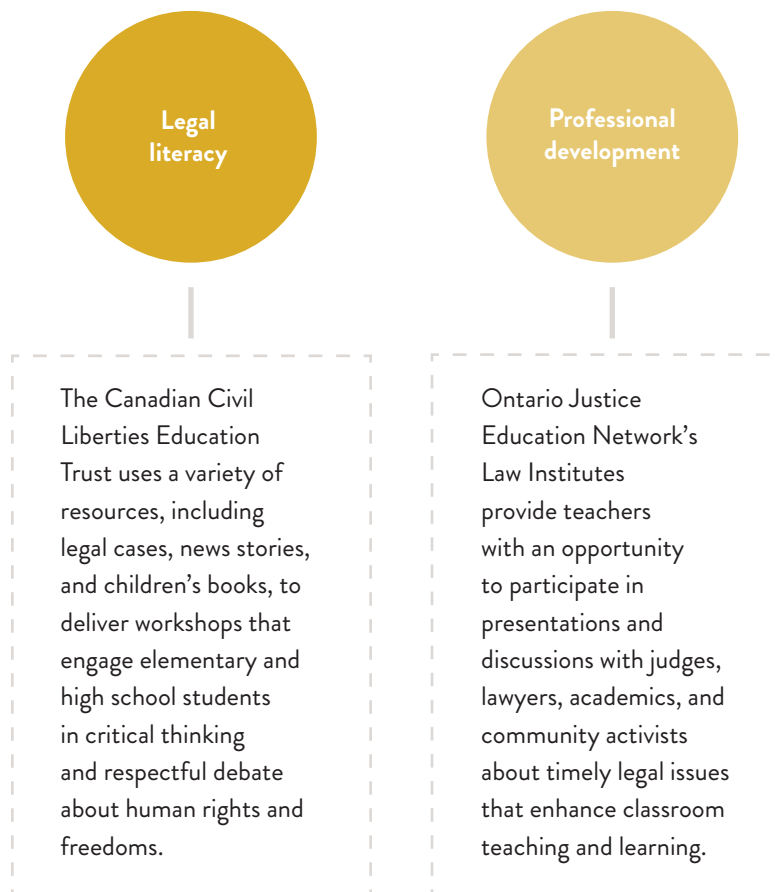 Legal
literacy
The Canadian Civil
Liberties Education
Trust uses a variety of
resources, including
legal cases, news stories,
and children’s books, to
deliver workshops that
engage elementary and
high school students
in critical thinking
and respectful debate
about human rights and
freedoms.
Professional
development
Ontario Justice
Education Network’s
Law Institutes
provide teachers
with an opportunity
to participate in
presentations and
discussions with judges,
lawyers, academics, and
community activists
about timely legal issues
that enhance classroom
teaching and learning.